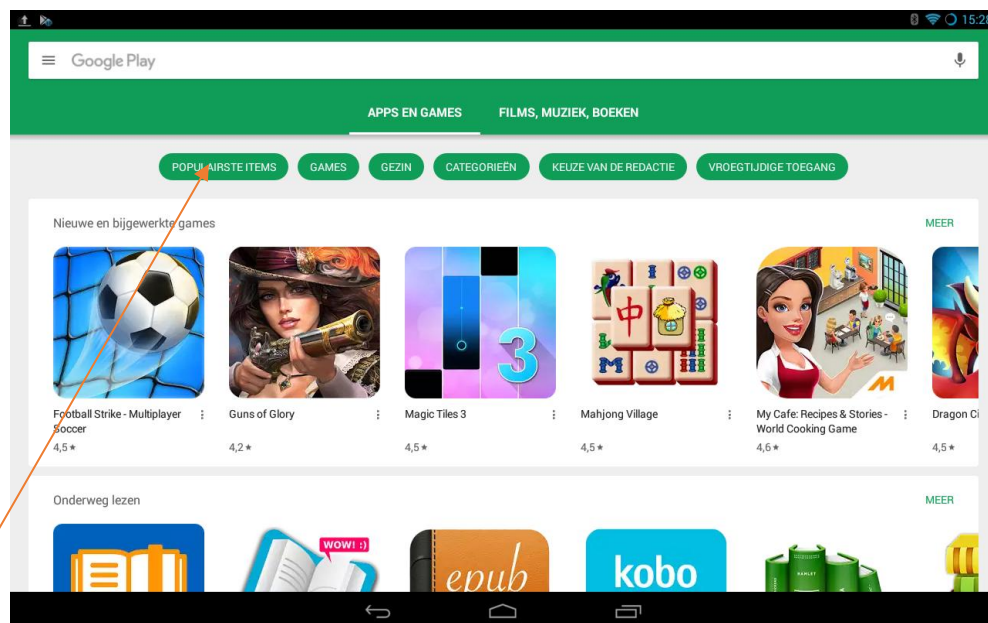 15:28
Google Play
APPS EN GAMES FILMS, MUZIEK, BOEKEN
POPULAIRSTE ITEMS GAMES GEZIN CATEGORIEËN KEUZE VAN DE REDACTIE VROEGTIJDIGE TOEGANG
Nieuwe en bijgewerkte games MEER
3
中
M
Football Strike - Multiplayer Guns of Glory Magic Tiles 3 Mahjong Village My Cafe: Recipes & Stories - Dragon Ci
Soccer World Cooking Game
4,5 ★ 4,2 ★ 4,5 ★ 4,5 ★ 4,6 ★ 4,5 ★
Onderweg lezen MEER
WOW! :)
epub
kobo
HAMLET